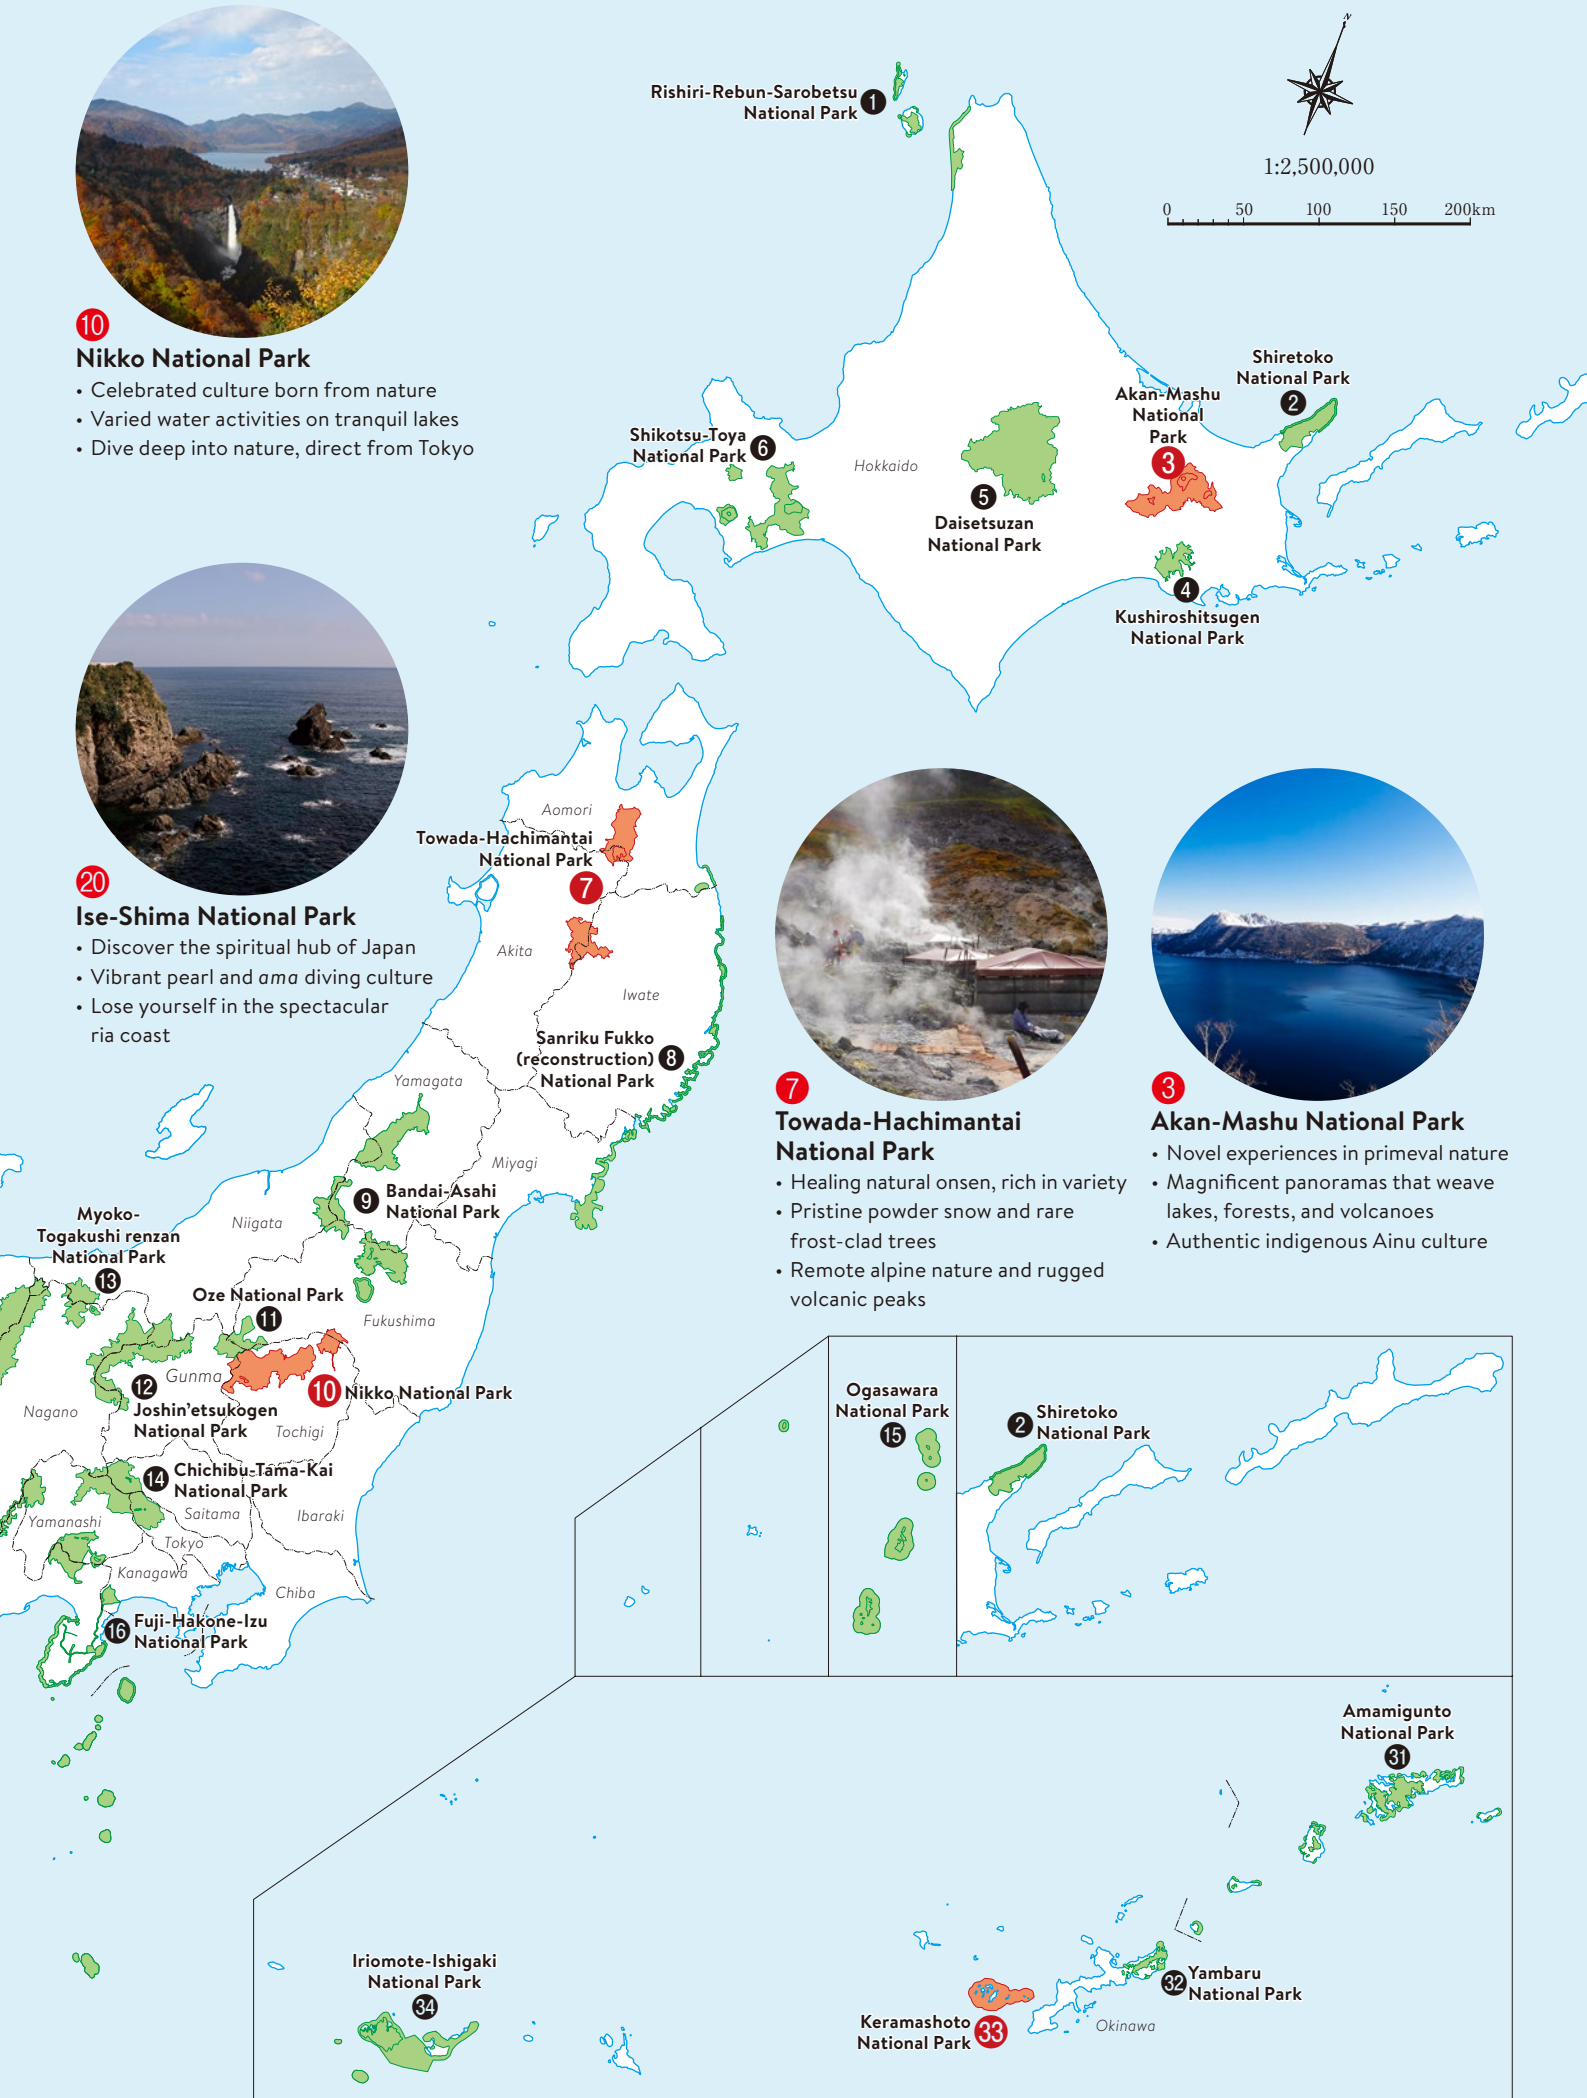 10
Nikko National Park
• Celebrated culture born from nature
• Varied water activities on tranquil lakes
• Dive deep into nature, direct from Tokyo
20
Ise-Shima National Park
• Discover the spiritual hub of Japan
• Vibrant pearl and ama diving culture
• Lose yourself in the spectacular
ria coast
N
1:2,500,000
0 50 100 150 200km
Rishiri-Rebun-Sarobetsu
National Park
1
Shiretoko
National Park
2
Akan-Mashu
National
Park
3
Shikotsu-Toya
National Park
6
Hokkaido
5
Daisetsuzan
National Park
4
Kushiroshitsugen
National Park
Aomori
Towada-Hachimantai
National Park
7
Akita
Iwate
Sanriku Fukko
(reconstruction)
National Park
8
Yamagata
Miyagi
9
Bandai-Asahi
National Park
Niigata
Myoko-
Togakushi renzan
National Park
13
Oze National Park
11
Fukushima
Gunma
12
Joshin'etsukogen
National Park
10 Nikko National Park
Nagano
Tochigi
14
Chichibu-Tama-Kai
National Park
Saitama
Ibaraki
Yamanashi
Tokyo
Kanagawa
Chiba
16
Fuji-Hakone-Izu
National Park
7
Towada-Hachimantai
National Park
• Healing natural onsen, rich in variety
• Pristine powder snow and rare
frost-clad trees
• Remote alpine nature and rugged
volcanic peaks
3
Akan-Mashu National Park
• Novel experiences in primeval nature
• Magnificent panoramas that weave
lakes, forests, and volcanoes
• Authentic indigenous Ainu culture
Ogasawara
National Park
15
2
Shiretoko
National Park
Amamigunto
National Park
31
Iriomote-Ishigaki
National Park
34
32
Yambaru
National Park
Keramashoto
National Park
33
Okinawa